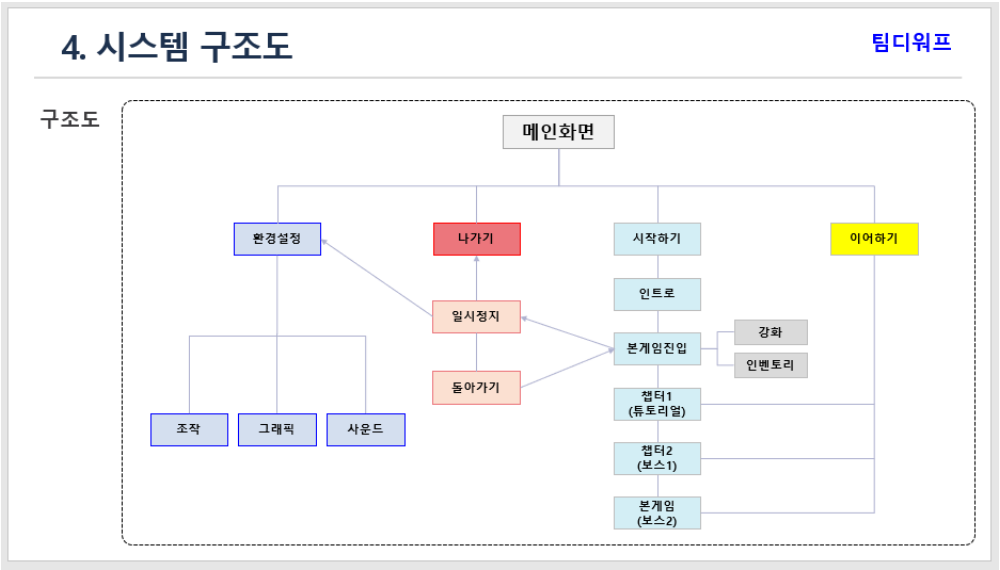 4. 시스템 구조도
팀디워프
구조도
메인화면
환경설정
나가기
시작하기
이어하기
인트로
일시정지
강화
본게임진입
인벤토리
돌아가기
챕터1
(튜토리얼)
조작
그래픽
사운드
챕터2
(보스1)
본게임
(보스2)